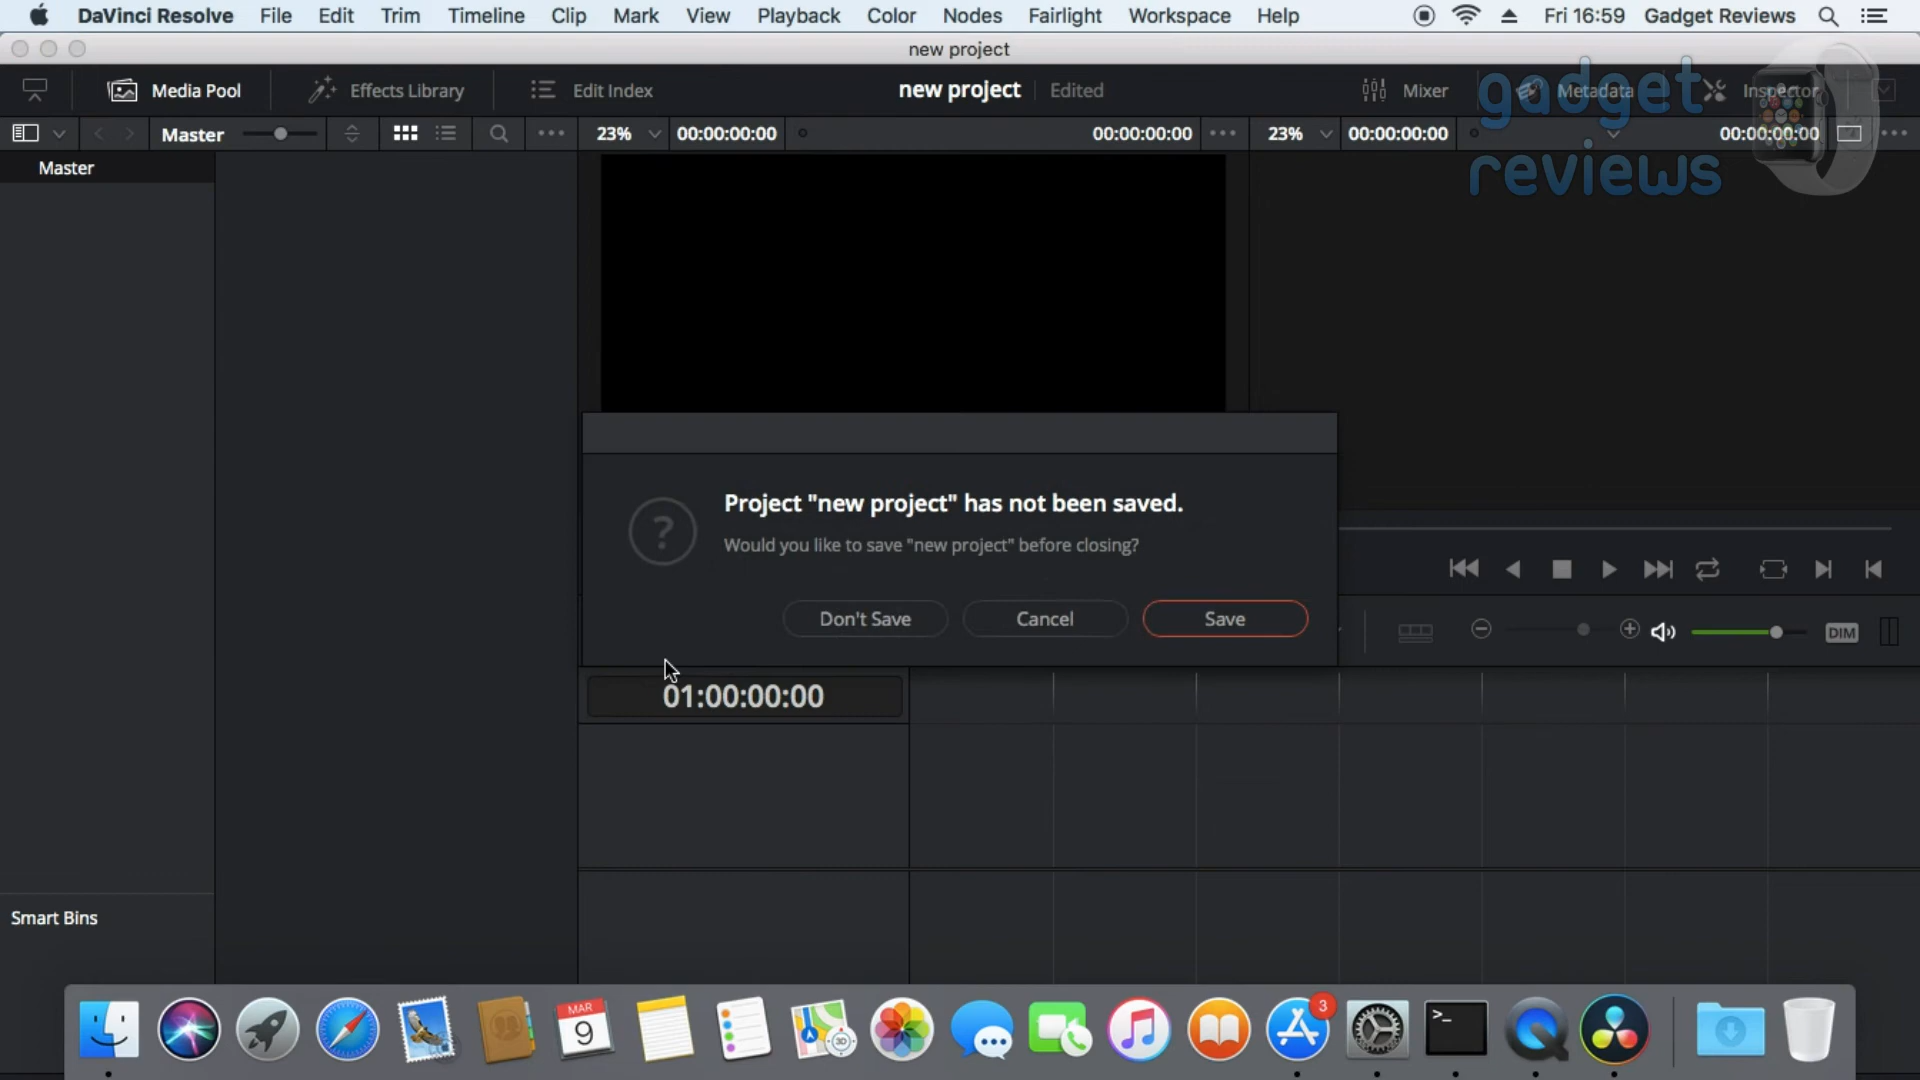 DaVinci Resolve File Edit Trim Timeline Clip Mark View Playback Color Nodes Fairlight Workspace Help Fri 16:59 Gadget Reviews
new project
Media Pool Effects Library Edit Index new project Edited Mixer Metadata Inspector
gadget
reviews
Master 23% 00:00:00:00 00:00:00:00 23% 00:00:00:00 00:00:00:00
Master
Project "new project" has not been saved.
Would you like to save "new project" before closing?
Don't Save Cancel Save
DIM
01:00:00:00
Smart Bins
MAR
9
3D
3
>_